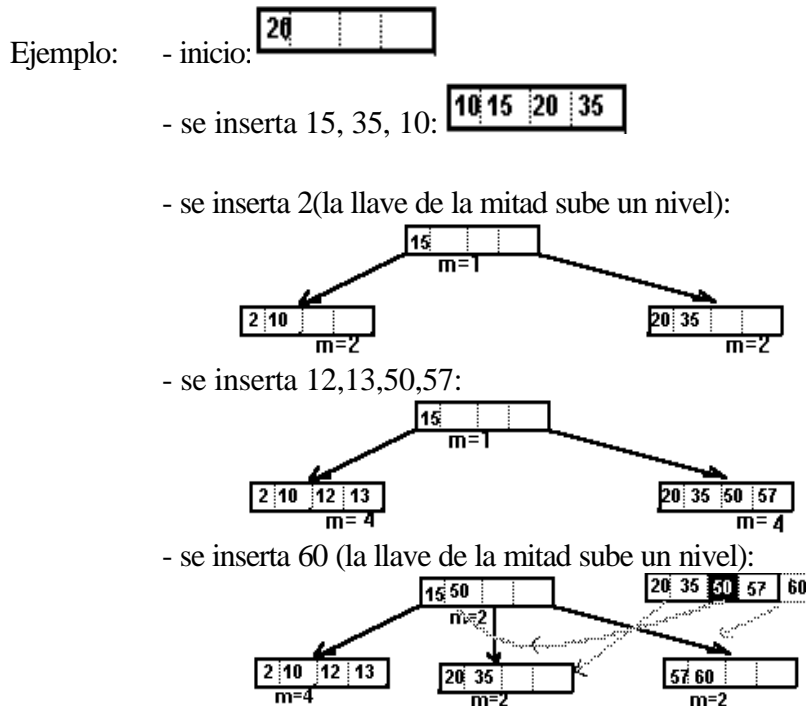 Ejemplo: - inicio: 20
- se inserta 15, 35, 10: 10 15 20 35
- se inserta 2(la llave de la mitad sube un nivel):
15
m=1
2 10 20 35
m=2 m=2
- se inserta 12,13,50,57:
15
m=1
2 10 12 13 20 35 50 57
m= 4 m= 4
- se inserta 60 (la llave de la mitad sube un nivel):
20 35 50 57 60
15 50
m=2
2 10 12 13 20 35 57 60
m=4 m=2 m=2